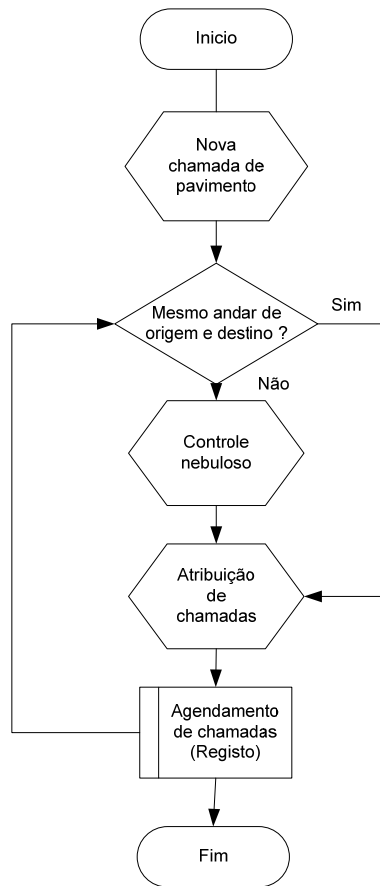 Inicio
Nova
chamada de
pavimento
Mesmo andar de
origem e destino ?
Sim
Não
Controle
nebuloso
Atribuição
de
chamadas
Agendamento
de chamadas
(Registo)
Fim